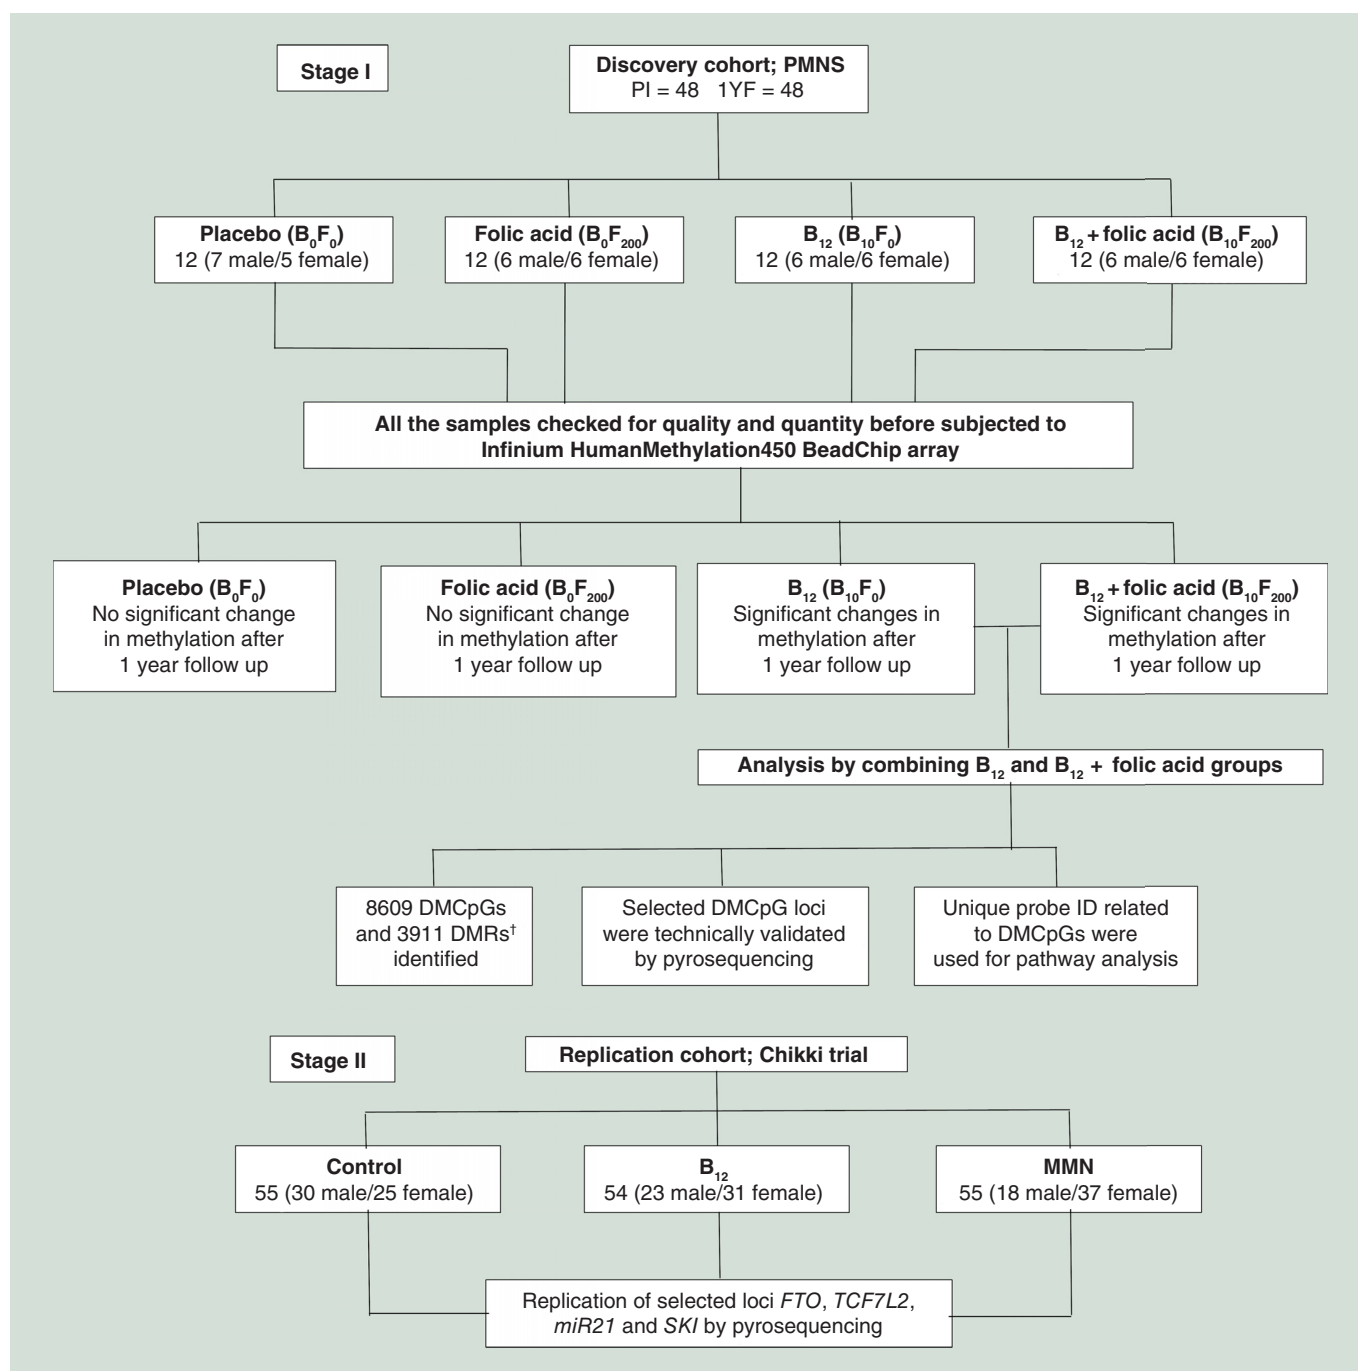 Stage I
Discovery cohort; PMNS
PI = 48 1YF = 48
Placebo (B₀F₀)
12 (7 male/5 female)
Folic acid (B₀F₂₀₀)
12 (6 male/6 female)
B₁₂ (B₁₀F₀)
12 (6 male/6 female)
B₁₂ + folic acid (B₁₀F₂₀₀)
12 (6 male/6 female)
All the samples checked for quality and quantity before subjected to
Infinium HumanMethylation450 BeadChip array
Placebo (B₀F₀)
No significant change
in methylation after
1 year follow up
Folic acid (B₀F₂₀₀)
No significant change
in methylation after
1 year follow up
B₁₂ (B₁₀F₀)
Significant changes in
methylation after
1 year follow up
B₁₂ + folic acid (B₁₀F₂₀₀)
Significant changes in
methylation after
1 year follow up
Analysis by combining B₁₂ and B₁₂ + folic acid groups
8609 DMCpGs
and 3911 DMRs†
identified
Selected DMCpG loci
were technically validated
by pyrosequencing
Unique probe ID related
to DMCpGs were
used for pathway analysis
Stage II
Replication cohort; Chikki trial
Control
55 (30 male/25 female)
B₁₂
54 (23 male/31 female)
MMN
55 (18 male/37 female)
Replication of selected loci FTO, TCF7L2,
miR21 and SKI by pyrosequencing